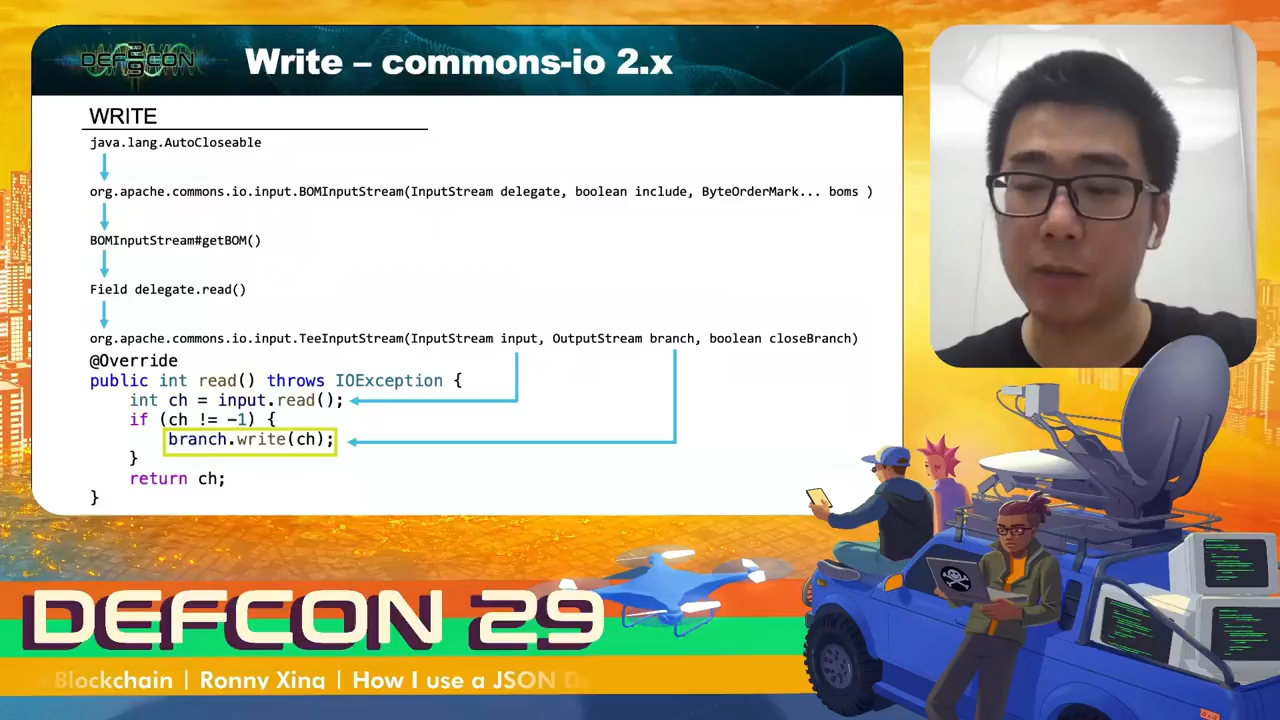 DEFCON
29
Write – commons-io 2.x
WRITE
java.lang.AutoCloseable
org.apache.commons.io.input.BOMInputStream(InputStream delegate, boolean include, ByteOrderMark... boms )
BOMInputStream#getBOM()
Field delegate.read()
org.apache.commons.io.input.TeeInputStream(InputStream input, OutputStream branch, boolean closeBranch)
@Override
public int read() throws IOException {
int ch = input.read();
if (ch != -1) {
branch.write(ch);
}
return ch;
}
DEFCON 29
Blockchain | Ronny Xing | How I use a JSON